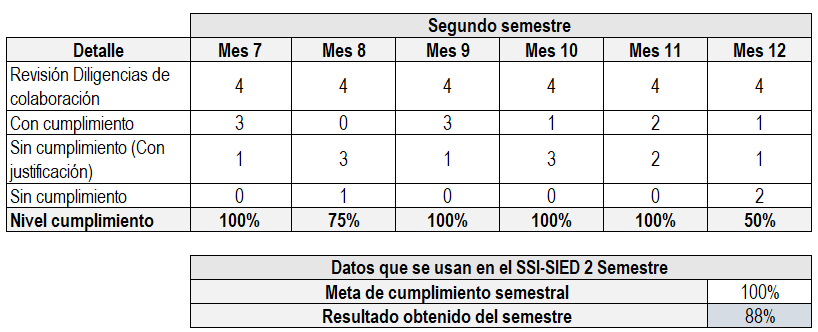 Segundo semestre
Detalle Mes 7 Mes 8 Mes 9 Mes 10 Mes 11 Mes 12
Revisión Diligencias de
colaboración 4 4 4 4 4 4
Con cumplimiento 3 0 3 1 2 1
Sin cumplimiento (Con
justificación) 1 3 1 3 2 1
Sin cumplimiento 0 1 0 0 0 2
Nivel cumplimiento 100% 75% 100% 100% 100% 50%
Datos que se usan en el SSI-SIED 2 Semestre
Meta de cumplimiento semestral 100%
Resultado obtenido del semestre 88%